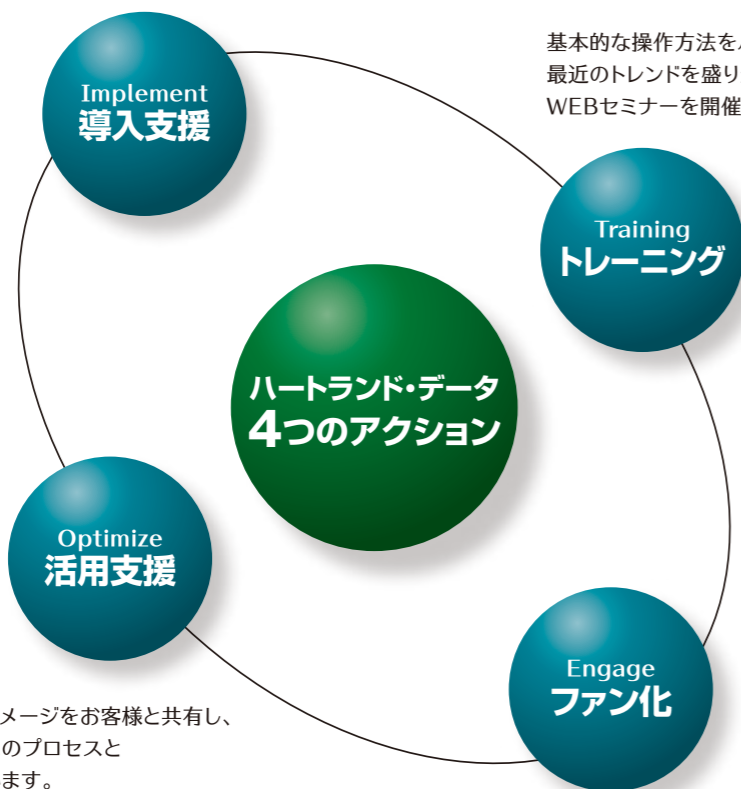 基本的な操作方法を
最近のトレンドを盛り
WEBセミナーを開催
Implement
導入支援
Training
トレーニング
ハートランド・データ
4つのアクション
Optimize
活用支援
Engage
ファン化
メージをお客様と共有し、
のプロセスと
ます。